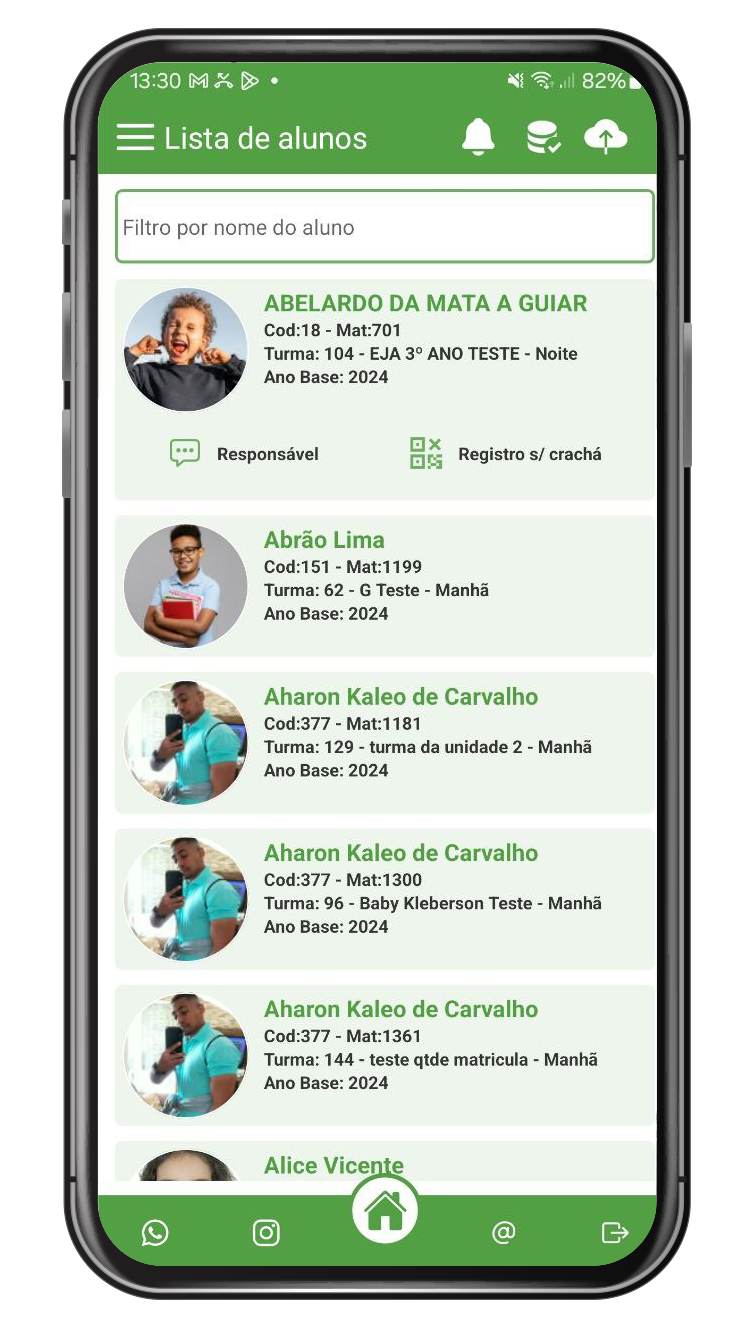 13:30
82%
Lista de alunos
Filtro por nome do aluno
ABELARDO DA MATA A GUIAR
Cod:18 - Mat:701
Turma: 104 - EJA 3º ANO TESTE - Noite
Ano Base: 2024
Responsável
Registro s/ crachá
Abrão Lima
Cod:151 - Mat:1199
Turma: 62 - G Teste - Manhã
Ano Base: 2024
Aharon Kaleo de Carvalho
Cod:377 - Mat:1181
Turma: 129 - turma da unidade 2 - Manhã
Ano Base: 2024
Aharon Kaleo de Carvalho
Cod:377 - Mat:1300
Turma: 96 - Baby Kleberson Teste - Manhã
Ano Base: 2024
Aharon Kaleo de Carvalho
Cod:377 - Mat:1361
Turma: 144 - teste qtde matricula - Manhã
Ano Base: 2024
Alice Vicente
@